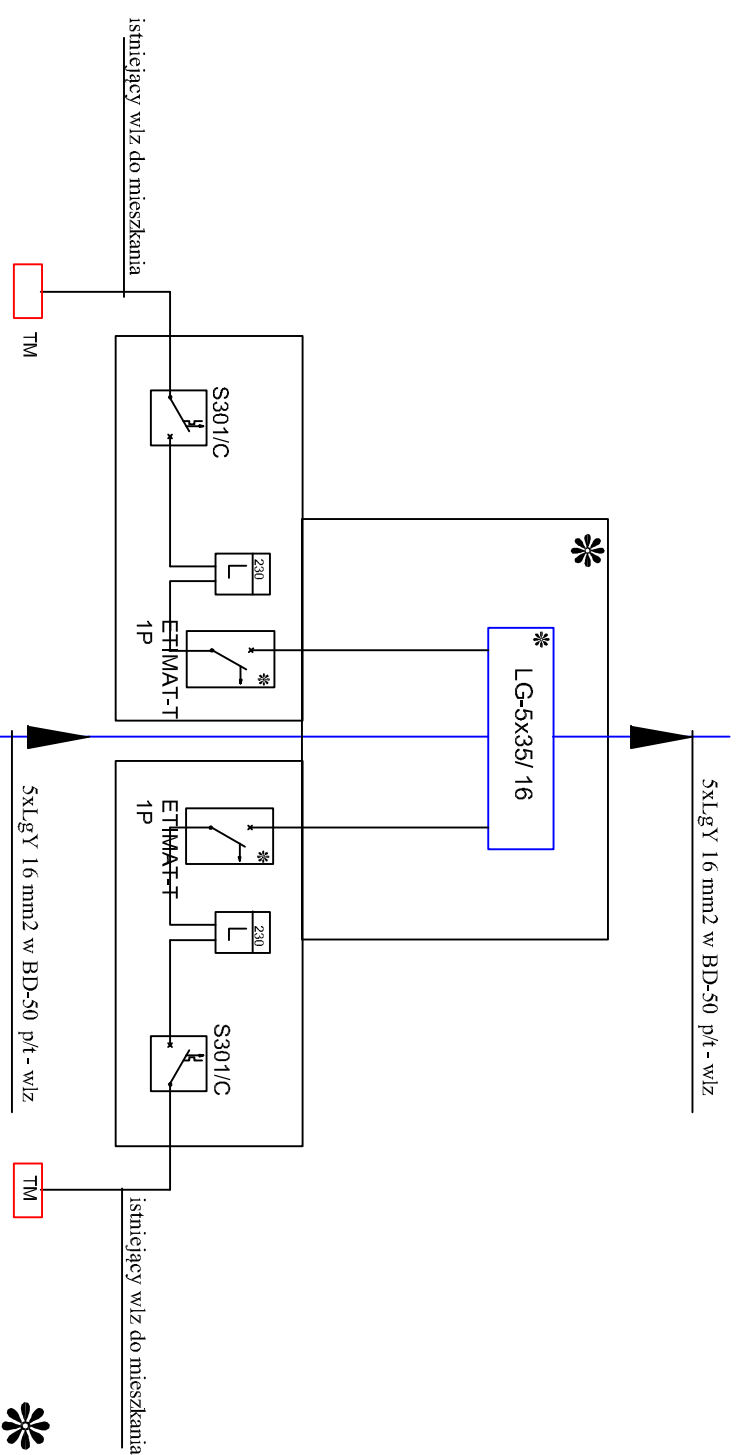 5xLgY 16 mm2 w BD-50 p/t - wlz
LG-5x35/ 16
230
L
230
L
S301/C
S301/C
ETIMAT-T
1P
ETIMAT-T
1P
istniejący wlz do mieszkania
istniejący wlz do mieszkania
TM
TM
5xLgY 16 mm2 w BD-50 p/t - wlz